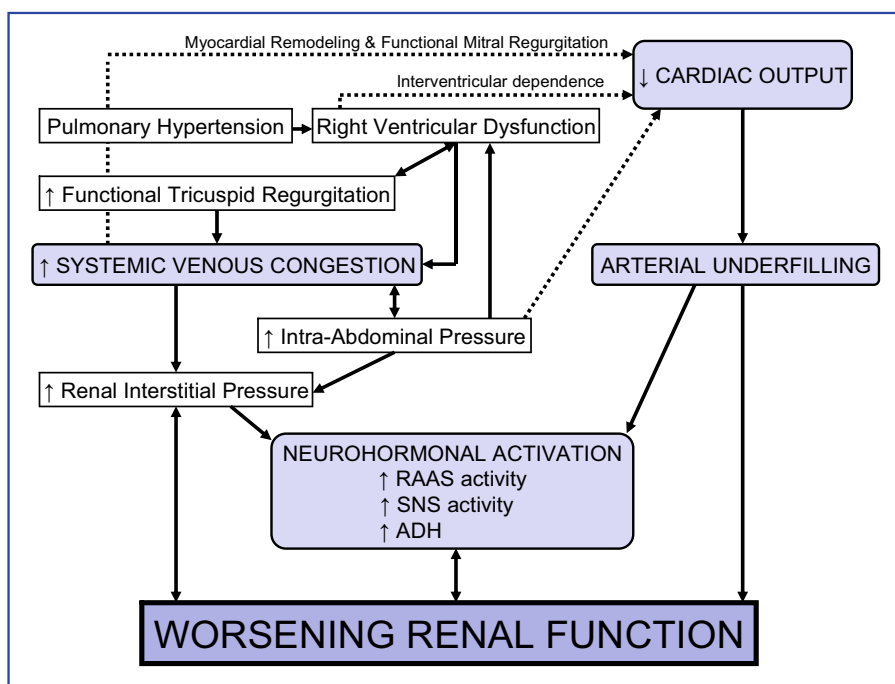 Myocardial Remodeling & Functional Mitral Regurgitation
↓ CARDIAC OUTPUT
Interventricular dependence
Pulmonary Hypertension
Right Ventricular Dysfunction
↑ Functional Tricuspid Regurgitation
↑ SYSTEMIC VENOUS CONGESTION
ARTERIAL UNDERFILLING
↑ Intra-Abdominal Pressure
↑ Renal Interstitial Pressure
NEUROHORMONAL ACTIVATION
↑ RAAS activity
↑ SNS activity
↑ ADH
WORSENING RENAL FUNCTION